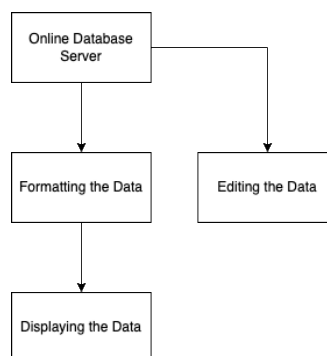 Online Database
Server
Formatting the Data
Editing the Data
Displaying the Data